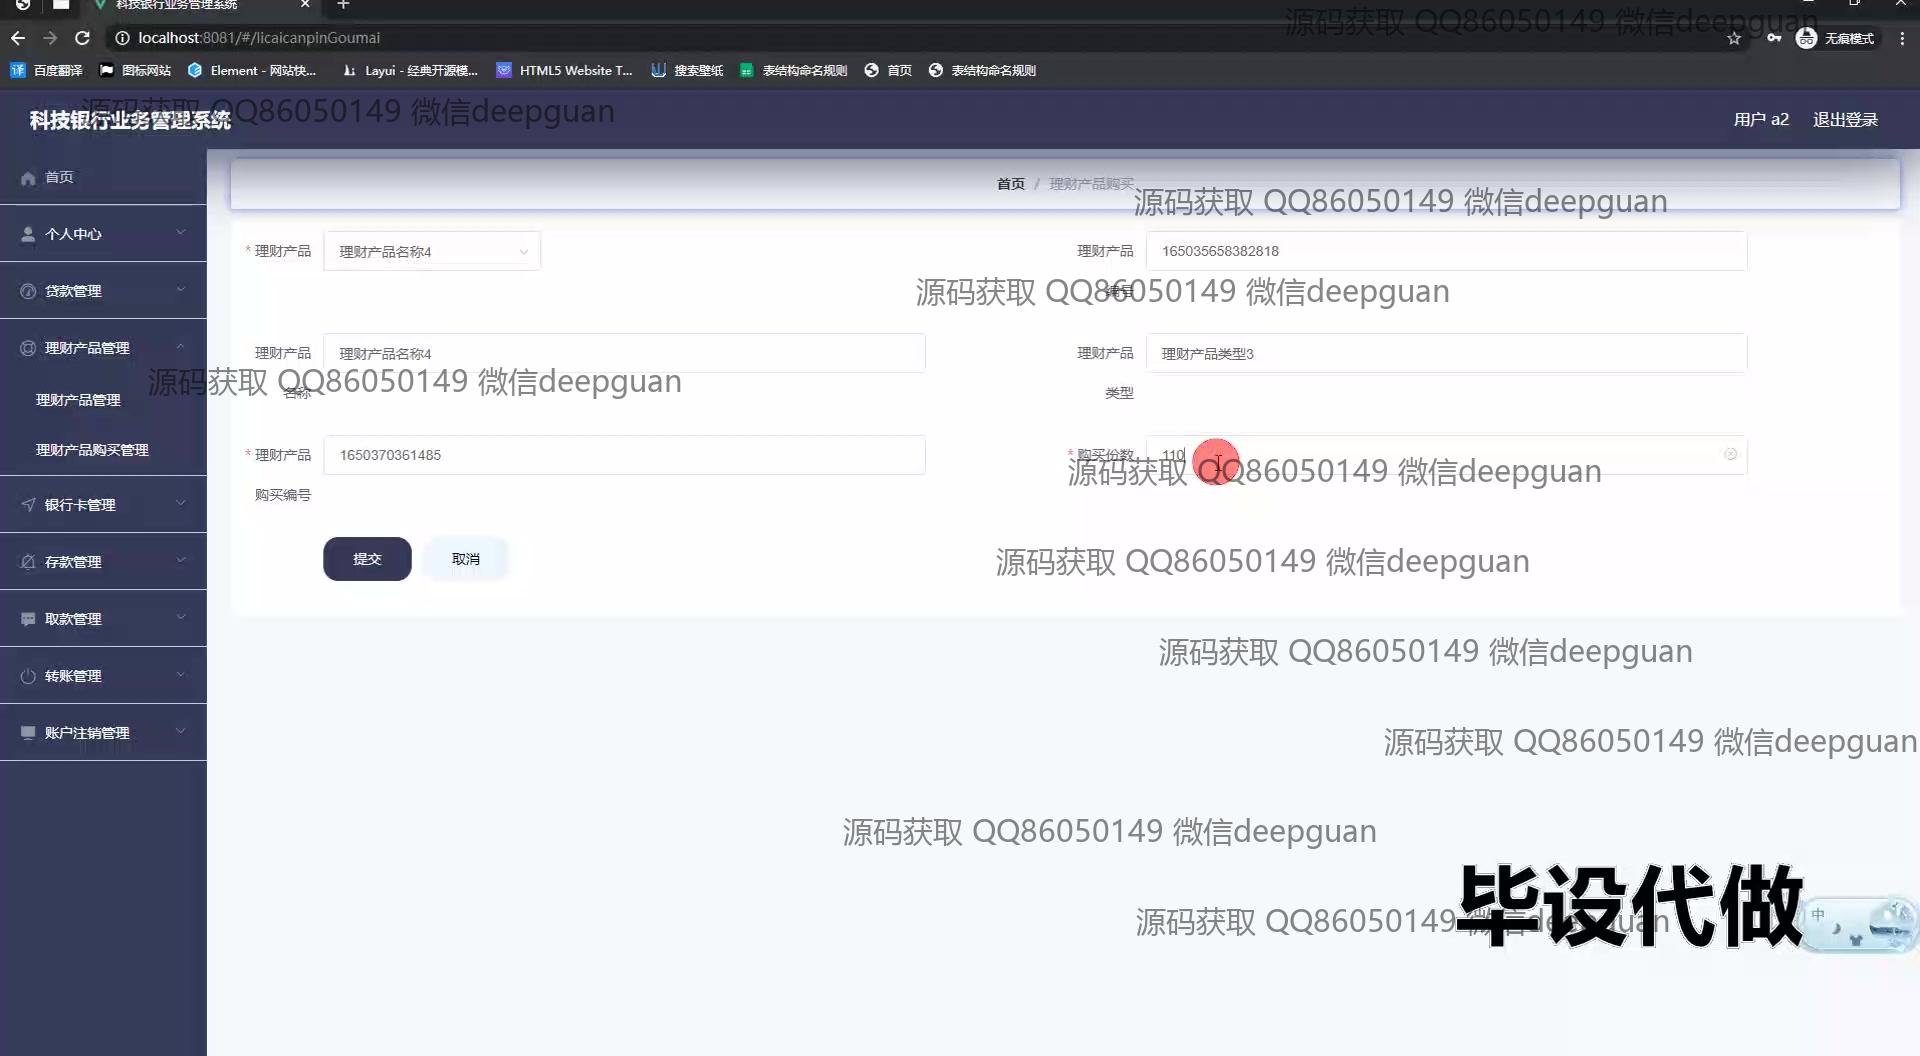 科技银行业务管理系统
源码获取 QQ86050149 微信deepguan
localhost:8081/#/licaicanpinGoumai
无痕模式
百度翻译
图标网站
Element - 网站快...
Layui - 经典开源模...
HTML5 Website T...
搜索壁纸
表结构命名规则
首页
表结构命名规则
源码获取 QQ86050149 微信deepguan
科技银行业务管理系统
用户 a2
退出登录
首页
个人中心
贷款管理
理财产品管理
理财产品管理
理财产品购买管理
银行卡管理
存款管理
取款管理
转账管理
账户注销管理
首页 / 理财产品购买
源码获取 QQ86050149 微信deepguan
* 理财产品
理财产品名称4
理财产品编号
165035658382818
源码获取 QQ86050149 微信deepguan
理财产品名称
理财产品名称4
理财产品类型
理财产品类型3
源码获取 QQ86050149 微信deepguan
* 理财产品购买编号
1650370361485
* 购买份数
110
源码获取 QQ86050149 微信deepguan
提交
取消
源码获取 QQ86050149 微信deepguan
源码获取 QQ86050149 微信deepguan
源码获取 QQ86050149 微信deepguan
源码获取 QQ86050149 微信deepguan
源码获取 QQ86050149 微信deepguan
毕设代做
中